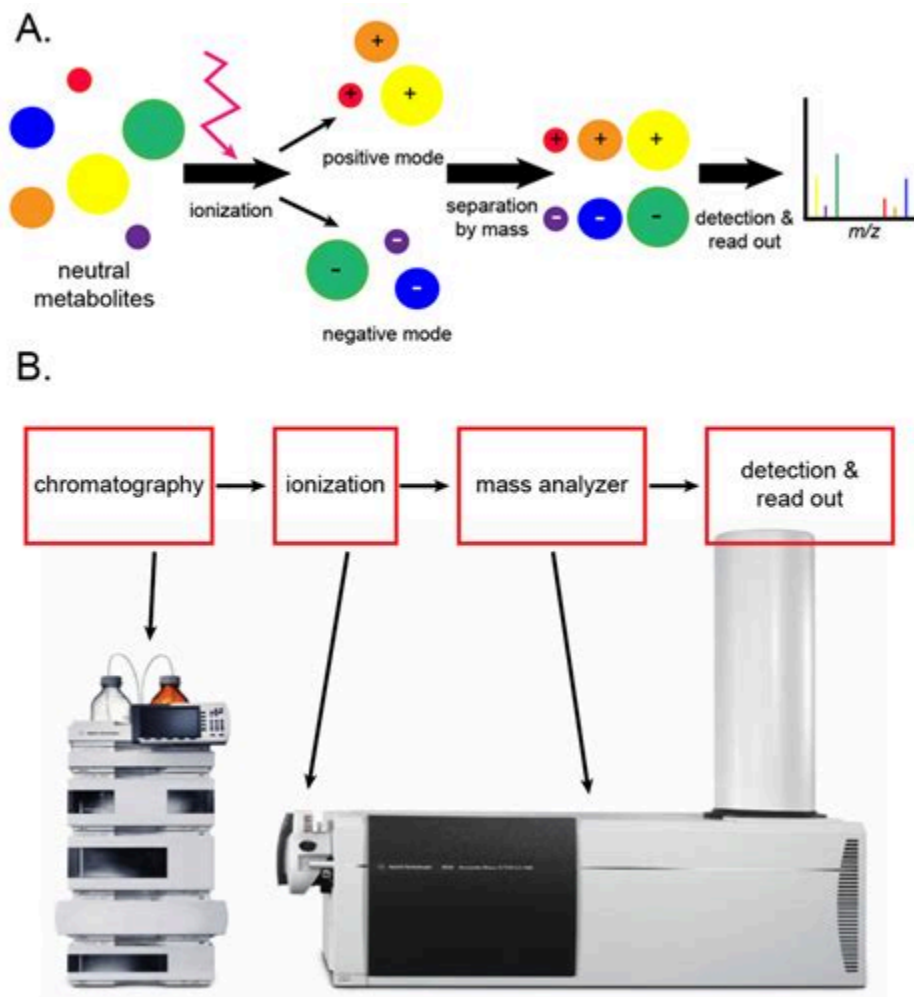 A.
+
+
+
positive mode
ionization
neutral
metabolites
-
-
-
negative mode
separation
by mass
+
+
+
-
-
-
detection &
read out
m/z
B.
chromatography
ionization
mass analyzer
detection &
read out